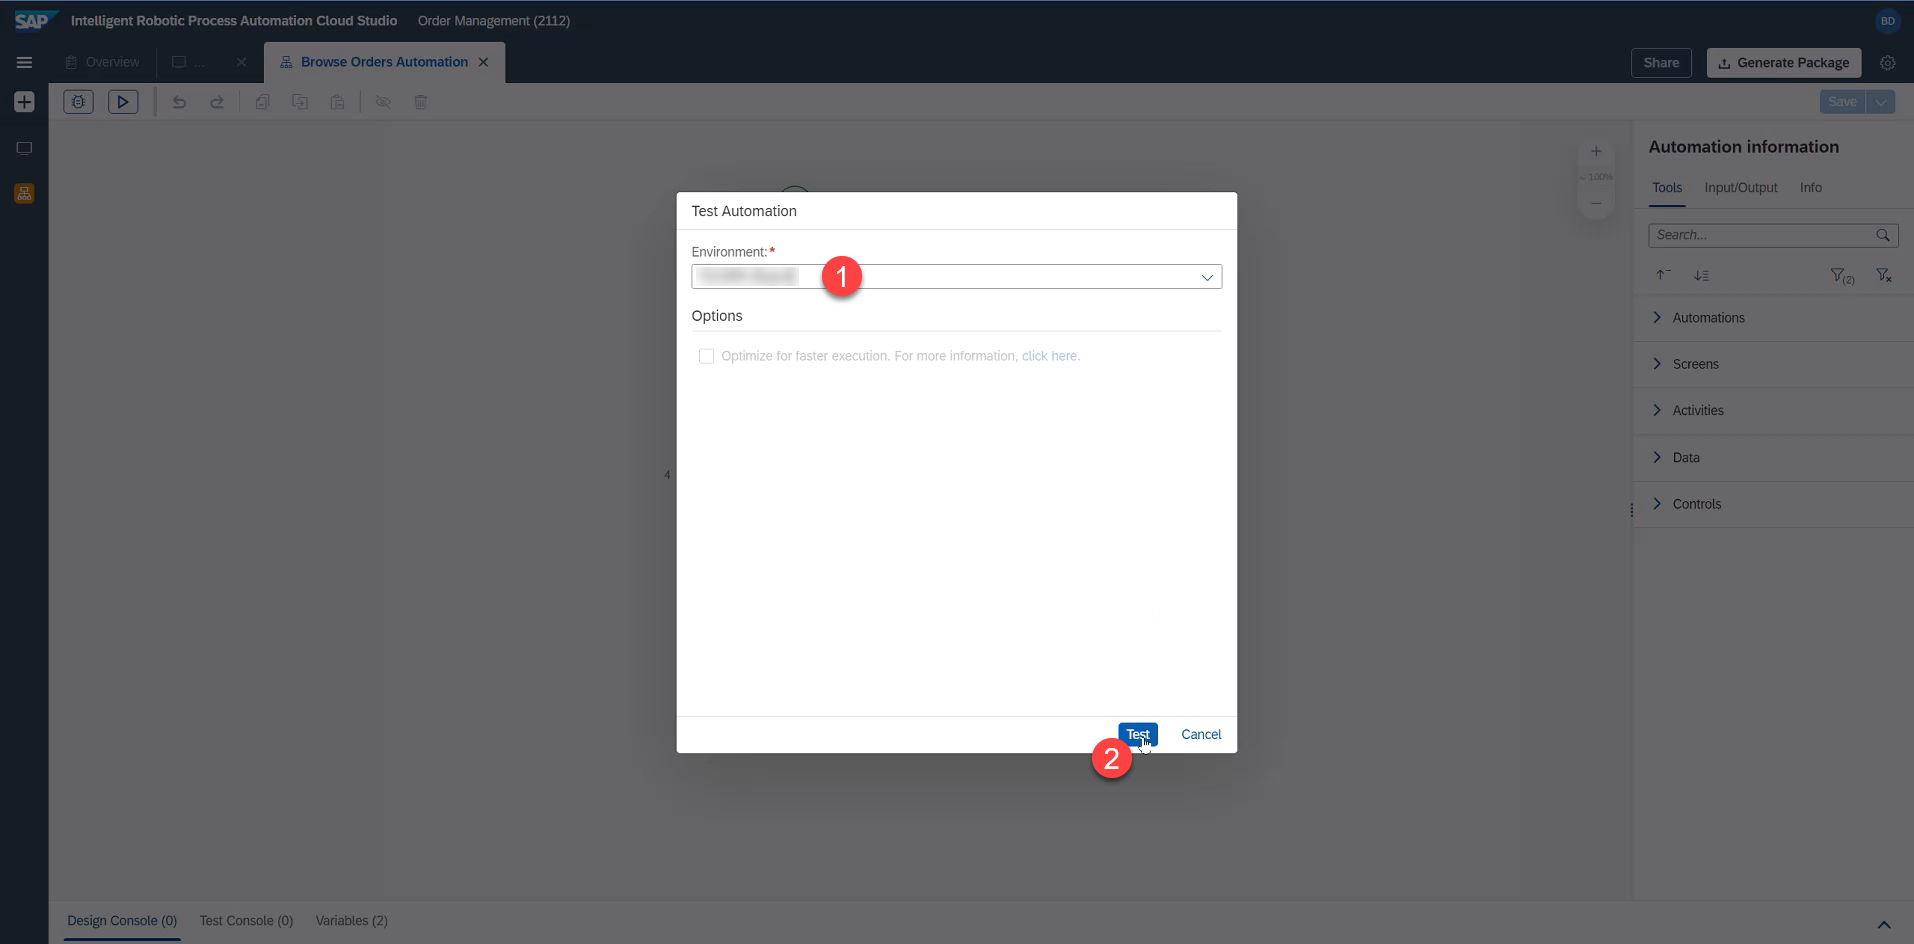 SAP Intelligent Robotic Process Automation Cloud Studio Order Management (2112) BD
Overview ... Browse Orders Automation Share Generate Package
Save
Automation information
+
100%
−
Tools Input/Output Info
Search...
(2)
Automations
Screens
Activities
Data
Controls
Test Automation
Environment:*
1
Options
Optimize for faster execution. For more information, click here.
4
Test Cancel
2
Design Console (0) Test Console (0) Variables (2)